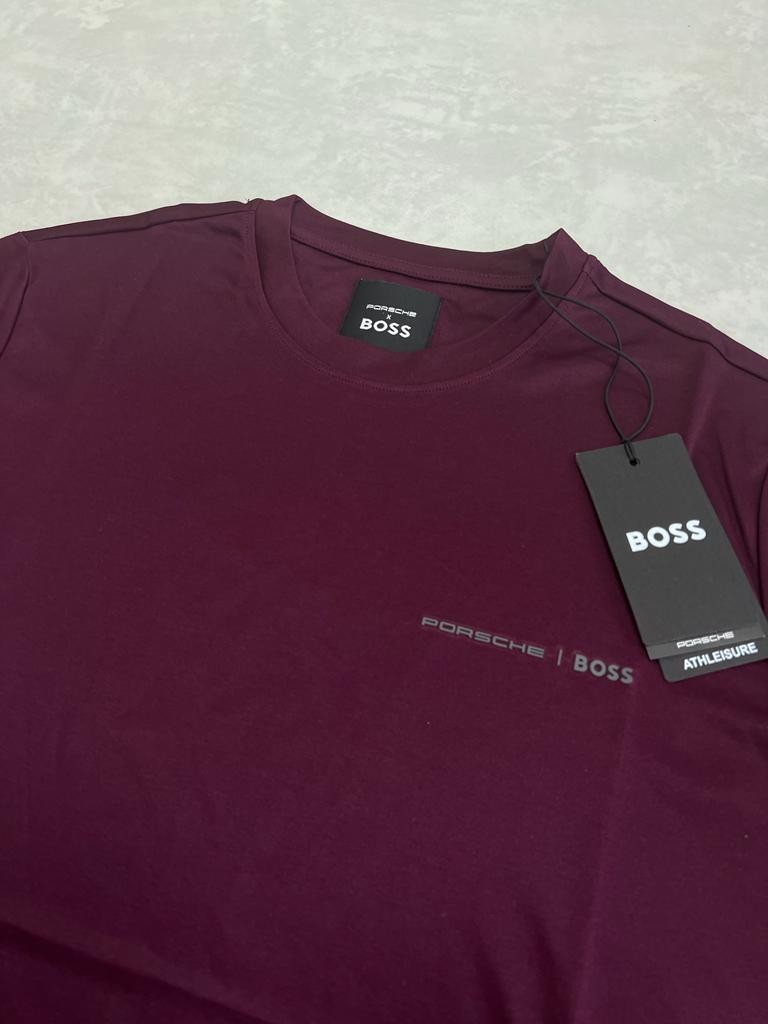 PORSCHE
x
BOSS
BOSS
PORSCHE
ATHLEISURE
PORSCHE | BOSS